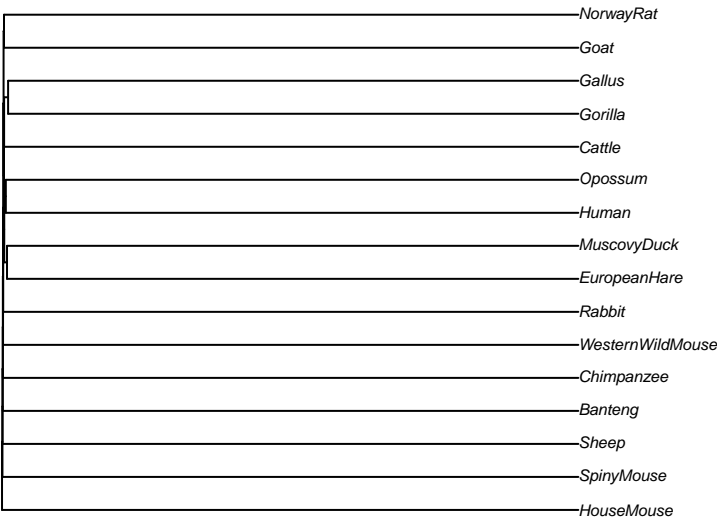 NorwayRat
Goat
Gallus
Gorilla
Cattle
Opossum
Human
MuscovyDuck
EuropeanHare
Rabbit
WesternWildMouse
Chimpanzee
Banteng
Sheep
SpinyMouse
HouseMouse